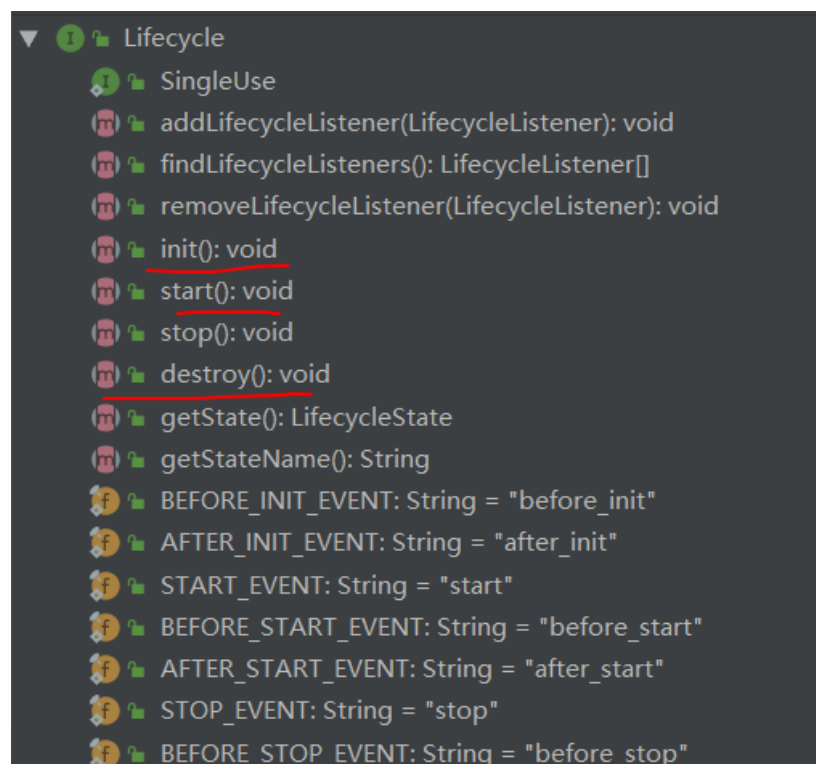 Lifecycle
SingleUse
addLifecycleListener(LifecycleListener): void
findLifecycleListeners(): LifecycleListener[]
removeLifecycleListener(LifecycleListener): void
init(): void
start(): void
stop(): void
destroy(): void
getState(): LifecycleState
getStateName(): String
BEFORE_INIT_EVENT: String = "before_init"
AFTER_INIT_EVENT: String = "after_init"
START_EVENT: String = "start"
BEFORE_START_EVENT: String = "before_start"
AFTER_START_EVENT: String = "after_start"
STOP_EVENT: String = "stop"
BEFORE_STOP_EVENT: String = "before_stop"